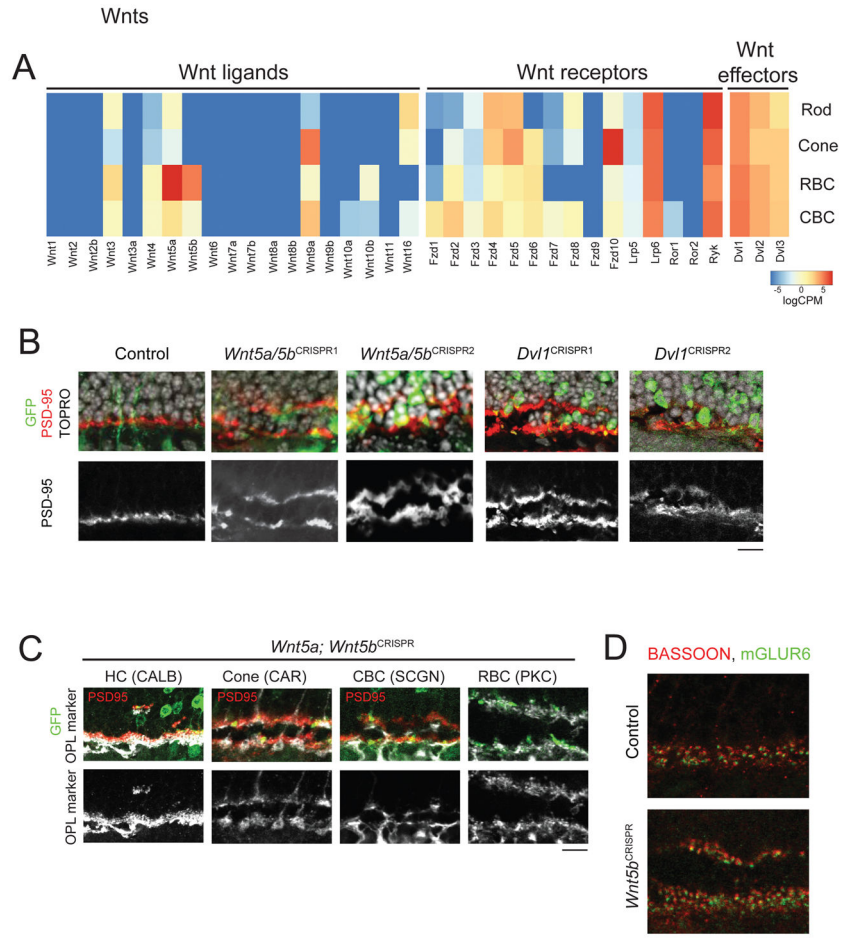 Wnts
A
Wnt ligands
Wnt receptors
Wnt
effectors
Rod
Cone
RBC
CBC
Wnt1
Wnt2
Wnt2b
Wnt3
Wnt3a
Wnt4
Wnt5a
Wnt5b
Wnt6
Wnt7a
Wnt7b
Wnt8a
Wnt8b
Wnt9a
Wnt9b
Wnt10a
Wnt10b
Wnt11
Wnt16
Fzd1
Fzd2
Fzd3
Fzd4
Fzd5
Fzd6
Fzd7
Fzd8
Fzd9
Fzd10
Lrp5
Lrp6
Ror1
Ror2
Ryk
Dvl1
Dvl2
Dvl3
-5 0 5
logCPM
B
Control
Wnt5a/5bCRISPR1
Wnt5a/5bCRISPR2
Dvl1CRISPR1
Dvl1CRISPR2
GFP
PSD-95
TOPRO
PSD-95
C
Wnt5a; Wnt5bCRISPR
HC (CALB)
Cone (CAR)
CBC (SCGN)
RBC (PKC)
GFP
OPL marker
PSD95
PSD95
PSD95
OPL marker
D
BASSOON, mGLUR6
Control
Wnt5bCRISPR